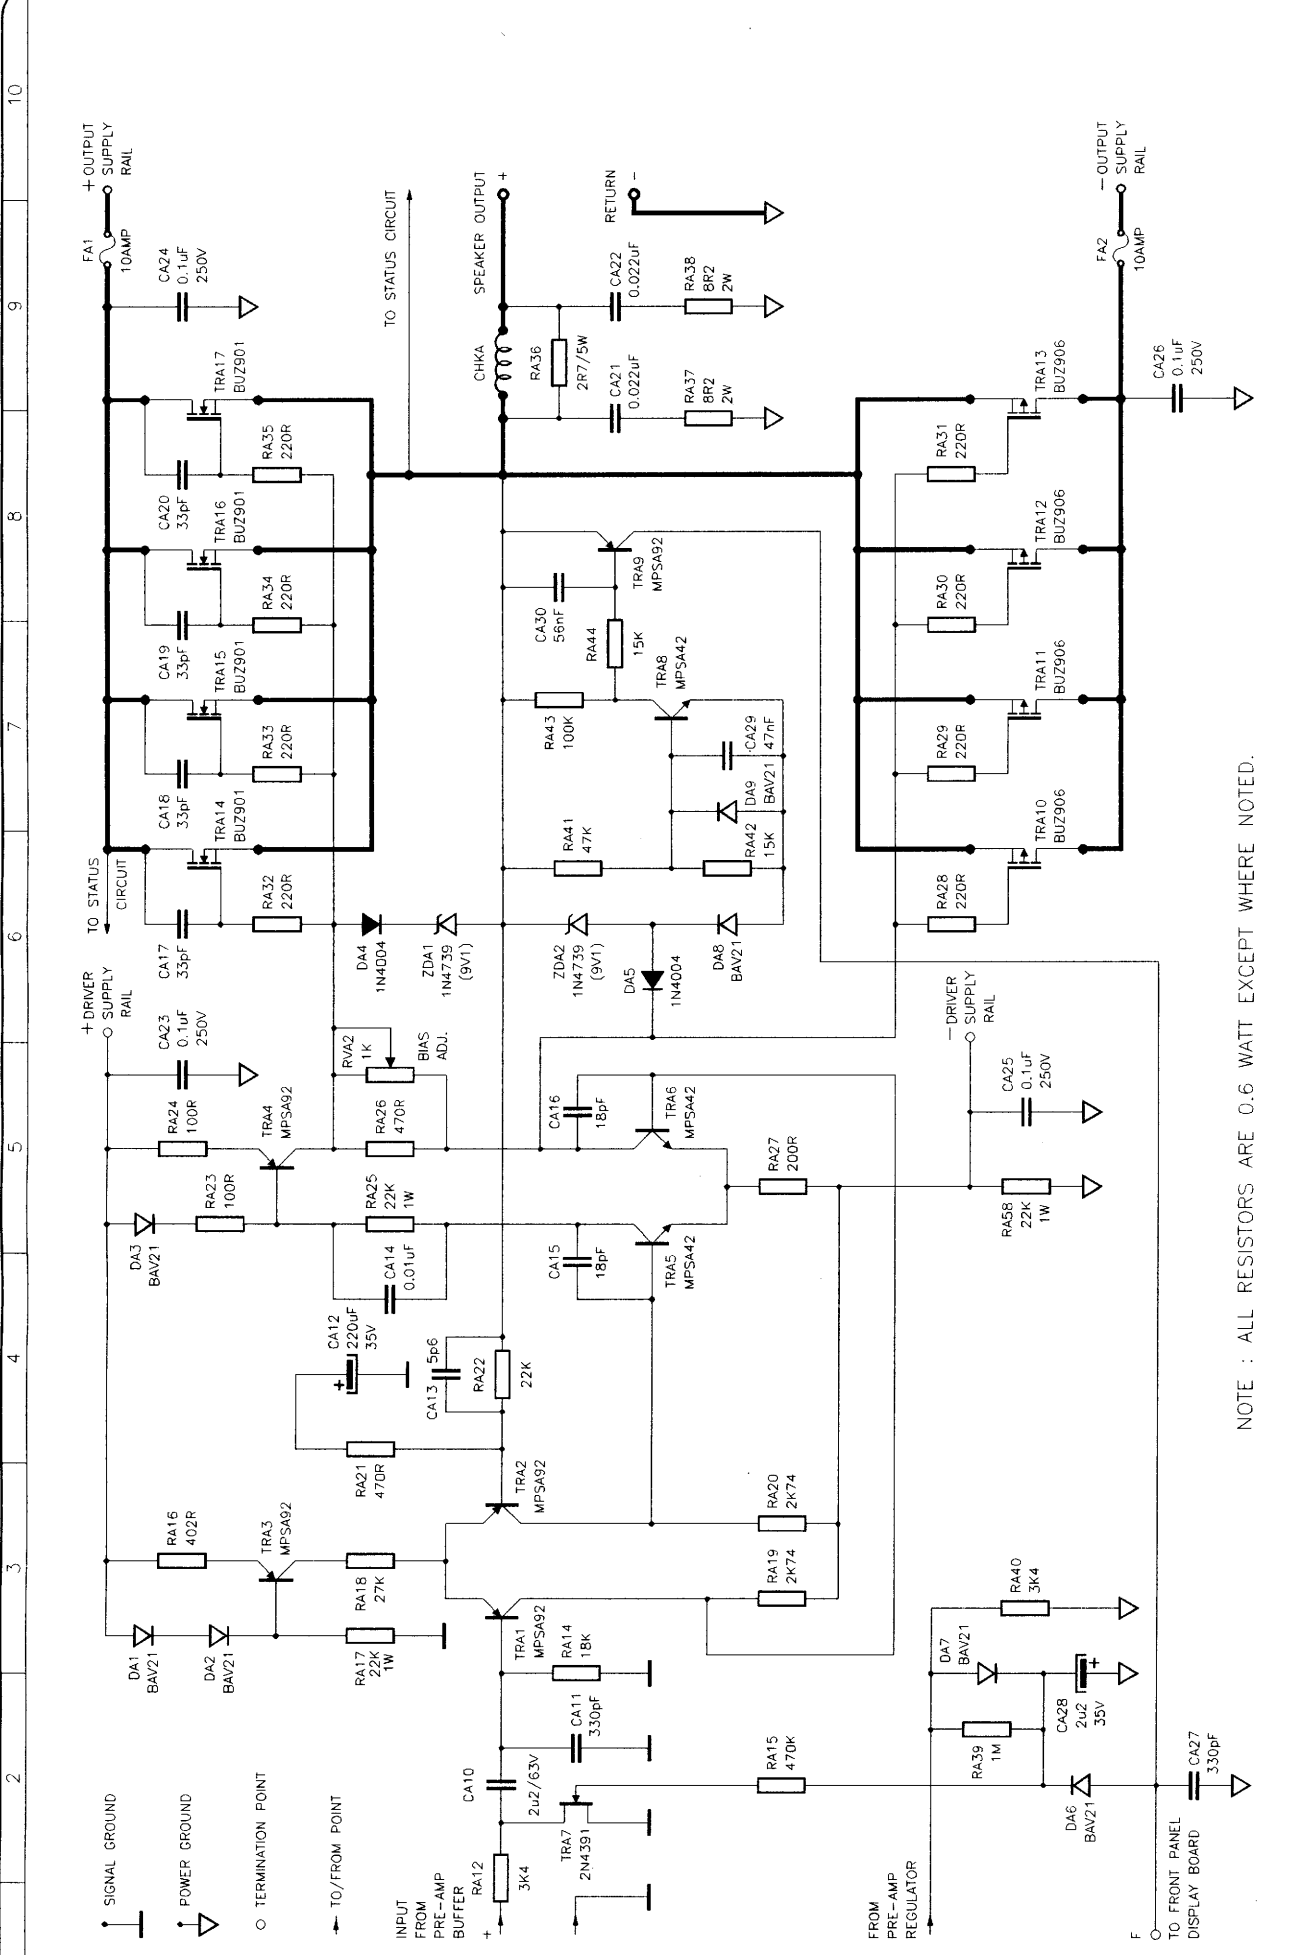 10
9
8
7
6
5
4
3
2
+OUTPUT
SUPPLY
RAIL
FA1
10AMP
CA24
0.1uF
250V
TO STATUS CIRCUIT
SPEAKER OUTPUT
+
RETURN
-
−OUTPUT
SUPPLY
RAIL
FA2
10AMP
CHKA
RA36
2R7/5W
CA22
0.022uF
RA38
8R2
2W
CA21
0.022uF
RA37
8R2
2W
CA26
0.1uF
250V
TRA17
BUZ901
RA35
220R
CA20
33pF
TRA16
BUZ901
RA34
220R
CA19
33pF
TRA15
BUZ901
RA33
220R
CA18
33pF
TRA14
BUZ901
RA32
220R
CA17
33pF
TO STATUS
CIRCUIT
TRA13
BUZ906
RA31
220R
TRA12
BUZ906
RA30
220R
TRA11
BUZ906
RA29
220R
TRA10
BUZ906
RA28
220R
TRA9
MPSA92
CA30
56nF
RA44
15K
TRA8
MPSA42
RA43
100K
CA29
47nF
DA9
BAV21
RA41
47K
RA42
15K
DA4
1N4004
ZDA1
1N4739
(9V1)
ZDA2
1N4739
(9V1)
DA5
1N4004
DA8
BAV21
+DRIVER
SUPPLY
RAIL
CA23
0.1uF
250V
−DRIVER
SUPPLY
RAIL
CA25
0.1uF
250V
RVA2
1K
BIAS
ADJ.
RA24
100R
TRA4
MPSA92
RA26
470R
CA16
18pF
TRA6
MPSA42
RA27
200R
RA58
22K
1W
DA3
BAV21
RA23
100R
RA25
22K
1W
CA14
0.01uF
CA15
18pF
TRA5
MPSA42
CA12
220uF
35V
+
CA13
5p6
RA22
22K
RA21
470R
RA16
402R
TRA3
MPSA92
RA18
27K
TRA2
MPSA92
RA20
2K74
RA19
2K74
DA1
BAV21
DA2
BAV21
RA17
22K
1W
TRA1
MPSA92
RA14
18K
CA11
330pF
CA10
2u2/63V
RA12
3K4
TRA7
2N4391
RA15
470K
RA40
3K4
DA7
BAV21
RA39
1M
CA28
2u2
35V
+
DA6
BAV21
CA27
330pF
INPUT
FROM
PRE-AMP
BUFFER
+
FROM
PRE-AMP
REGULATOR
F
TO FRONT PANEL
DISPLAY BOARD
SIGNAL GROUND
POWER GROUND
TERMINATION POINT
TO/FROM POINT
NOTE : ALL RESISTORS ARE 0.6 WATT EXCEPT WHERE NOTED.